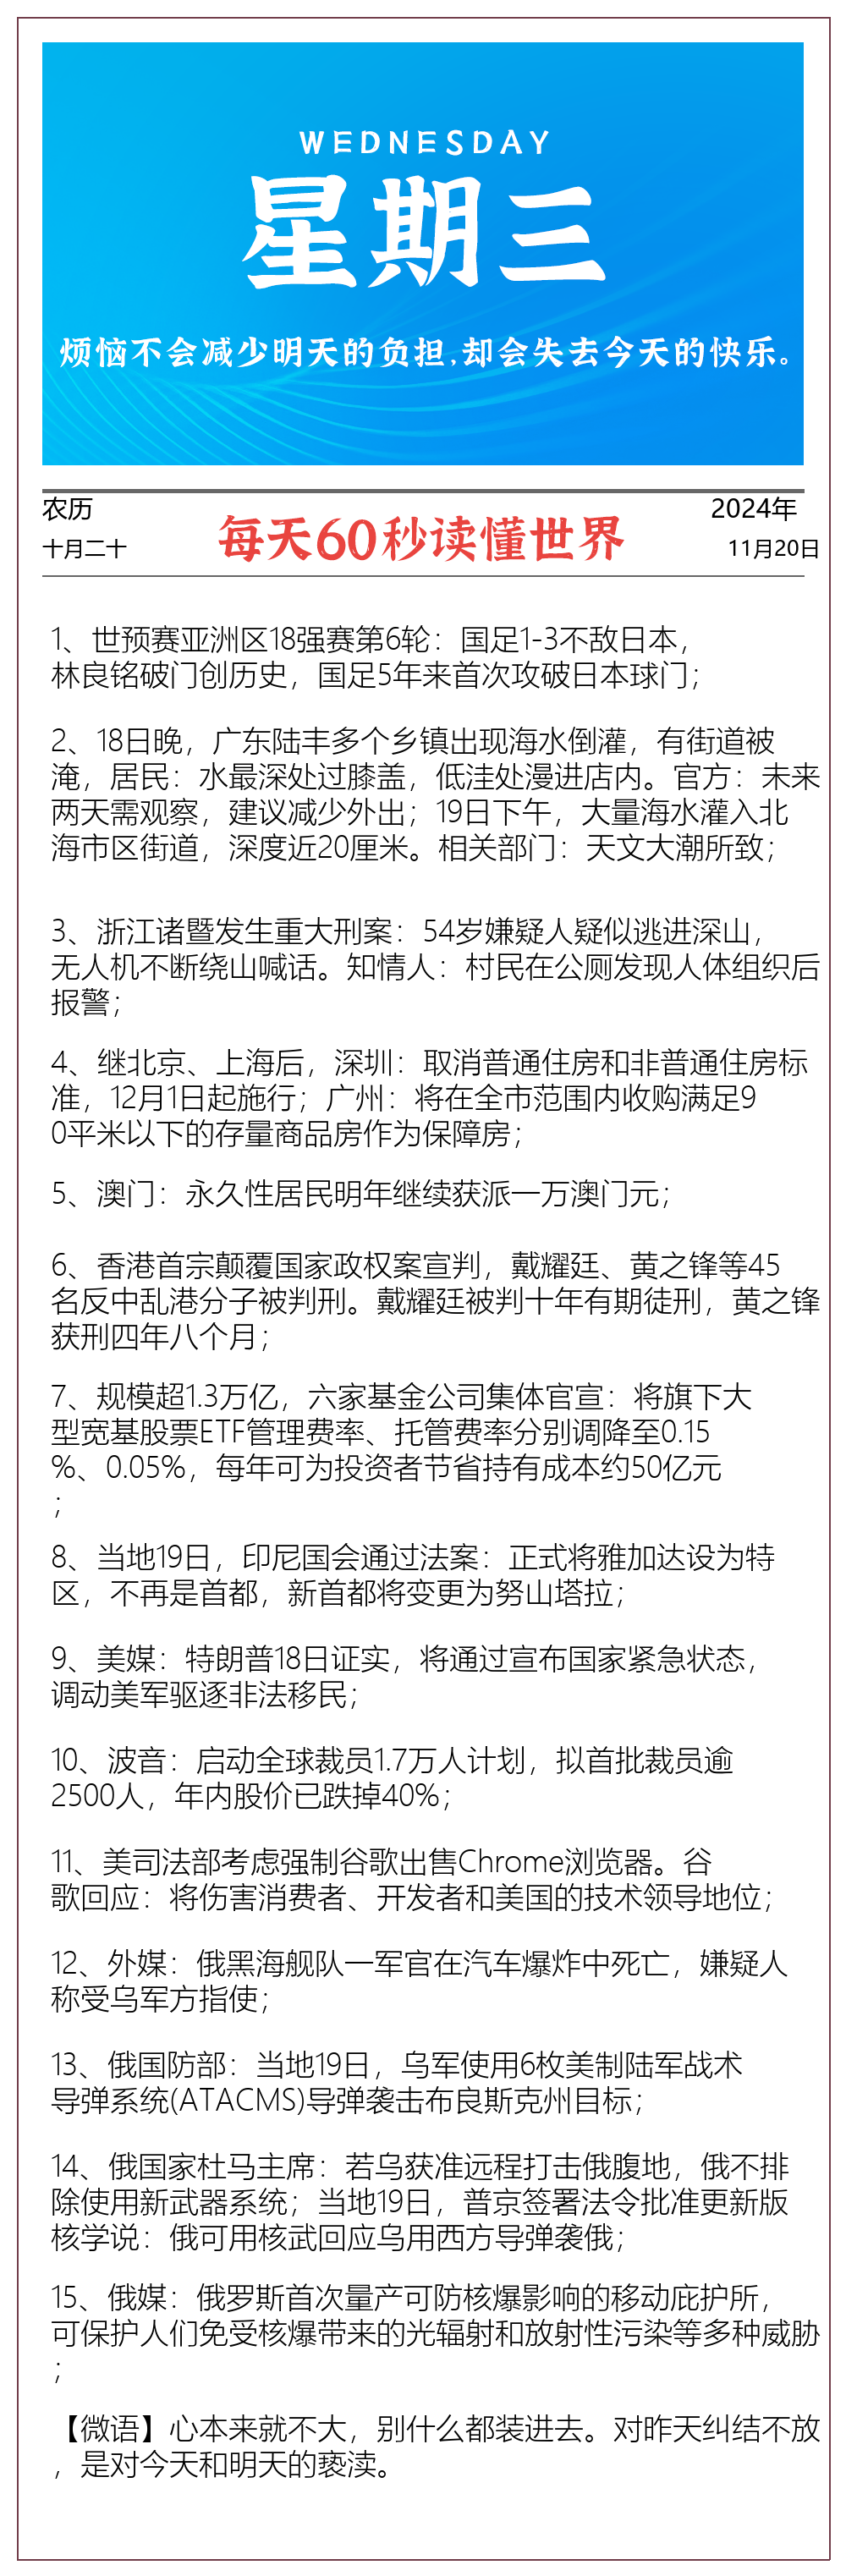 WEDNESDAY
星期三
烦恼不会减少明天的负担,却会失去今天的快乐。
农历
2024年
每天60秒读懂世界
十月二十
11月20日
1、世预赛亚洲区18强赛第6轮：国足1-3不敌日本，
林良铭破门创历史，国足5年来首次攻破日本球门；
2、18日晚，广东陆丰多个乡镇出现海水倒灌，有街道被
淹，居民：水最深处过膝盖，低洼处漫进店内。官方：未来
两天需观察，建议减少外出；19日下午，大量海水灌入北
海市区街道，深度近20厘米。相关部门：天文大潮所致；
3、浙江诸暨发生重大刑案：54岁嫌疑人疑似逃进深山，
无人机不断绕山喊话。知情人：村民在公厕发现人体组织后
报警；
4、继北京、上海后，深圳：取消普通住房和非普通住房标
准，12月1日起施行；广州：将在全市范围内收购满足9
0平米以下的存量商品房作为保障房；
5、澳门：永久性居民明年继续获派一万澳门元；
6、香港首宗颠覆国家政权案宣判，戴耀廷、黄之锋等45
名反中乱港分子被判刑。戴耀廷被判十年有期徒刑，黄之锋
获刑四年八个月；
7、规模超1.3万亿，六家基金公司集体官宣：将旗下大
型宽基股票ETF管理费率、托管费率分别调降至0.15
%、0.05%，每年可为投资者节省持有成本约50亿元
；
8、当地19日，印尼国会通过法案：正式将雅加达设为特
区，不再是首都，新首都将变更为努山塔拉；
9、美媒：特朗普18日证实，将通过宣布国家紧急状态，
调动美军驱逐非法移民；
10、波音：启动全球裁员1.7万人计划，拟首批裁员逾
2500人，年内股价已跌掉40%；
11、美司法部考虑强制谷歌出售Chrome浏览器。谷
歌回应：将伤害消费者、开发者和美国的技术领导地位；
12、外媒：俄黑海舰队一军官在汽车爆炸中死亡，嫌疑人
称受乌军方指使；
13、俄国防部：当地19日，乌军使用6枚美制陆军战术
导弹系统(ATACMS)导弹袭击布良斯克州目标；
14、俄国家杜马主席：若乌获准远程打击俄腹地，俄不排
除使用新武器系统；当地19日，普京签署法令批准更新版
核学说：俄可用核武回应乌用西方导弹袭俄；
15、俄媒：俄罗斯首次量产可防核爆影响的移动庇护所，
可保护人们免受核爆带来的光辐射和放射性污染等多种威胁
；
【微语】心本来就不大，别什么都装进去。对昨天纠结不放
，是对今天和明天的亵渎。